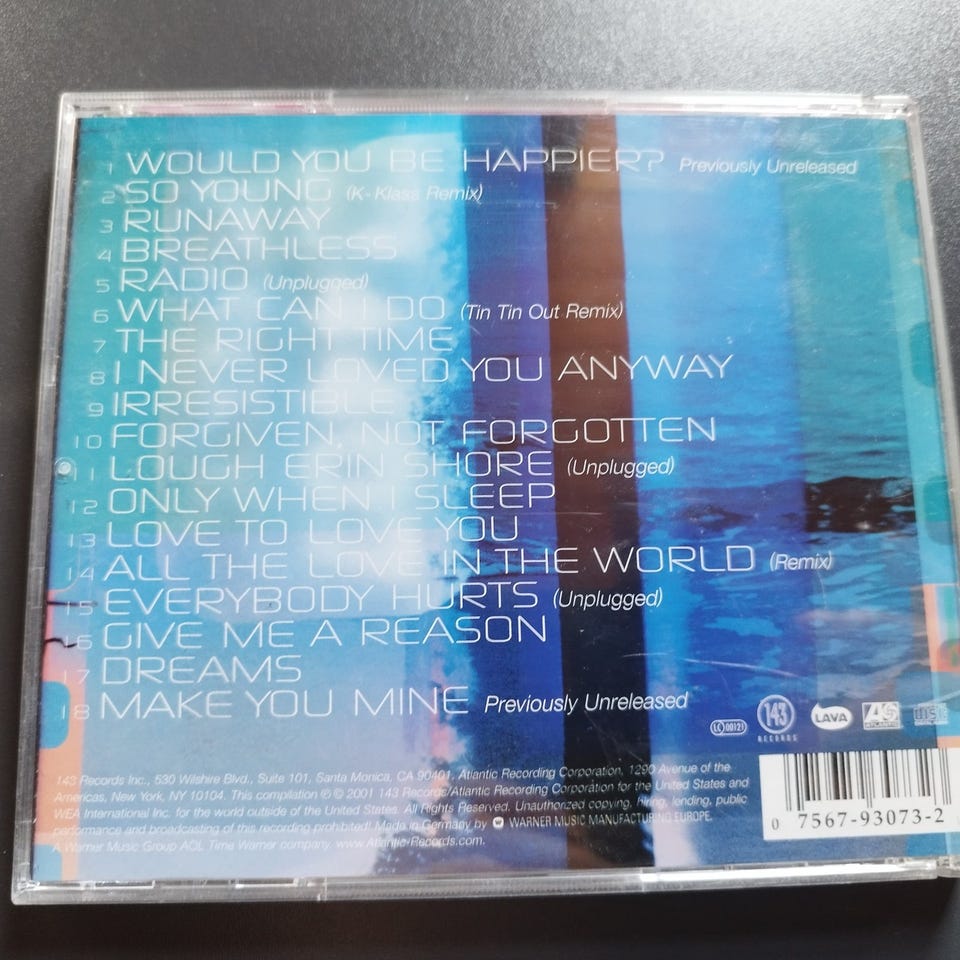 1 WOULD YOU BE HAPPIER? Previously Unreleased
2 SO YOUNG (K-Klass Remix)
3 RUNAWAY
4 BREATHLESS
5 RADIO (Unplugged)
6 WHAT CAN I DO (Tin Tin Out Remix)
7 THE RIGHT TIME
8 I NEVER LOVED YOU ANYWAY
9 IRRESISTIBLE
10 FORGIVEN, NOT FORGOTTEN
11 LOUGH ERIN SHORE (Unplugged)
12 ONLY WHEN I SLEEP
13 LOVE TO LOVE YOU
14 ALL THE LOVE IN THE WORLD (Remix)
15 EVERYBODY HURTS (Unplugged)
16 GIVE ME A REASON
17 DREAMS
18 MAKE YOU MINE Previously Unreleased
LC 00121 143 RECORDS LAVA ATLANTIC
143 Records Inc., 530 Wilshire Blvd., Suite 101, Santa Monica, CA 90401, Atlantic Recording Corporation, 1290 Avenue of the
Americas, New York, NY 10104. This compilation ℗ © 2001 143 Records/Atlantic Recording Corporation for the United States and
WEA International Inc. for the world outside of the United States. All Rights Reserved. Unauthorized copying, hiring, lending, public
performance and broadcasting of this recording prohibited! Made in Germany by WARNER MUSIC MANUFACTURING EUROPE.
A Warner Music Group AOL Time Warner company. www.Atlantic-Records.com.
0 7567-93073-2